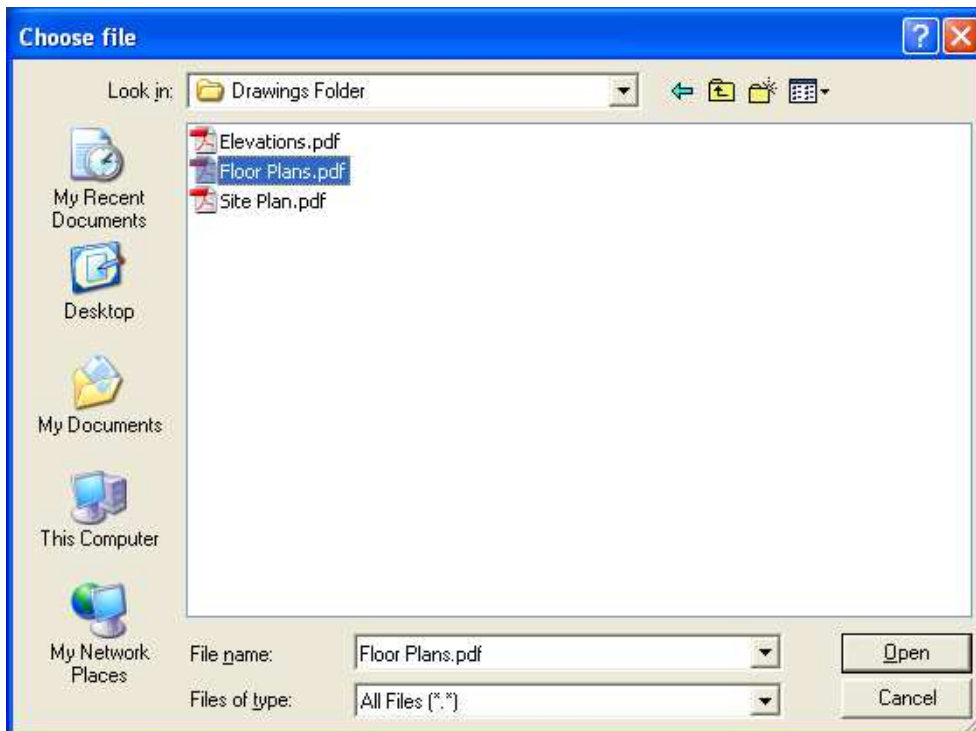 Choose file
Look in: Drawings Folder
Elevations.pdf
Floor Plans.pdf
Site Plan.pdf
My Recent
Documents
Desktop
My Documents
This Computer
My Network
Places
File name: Floor Plans.pdf Open
Files of type: All Files (*.*) Cancel